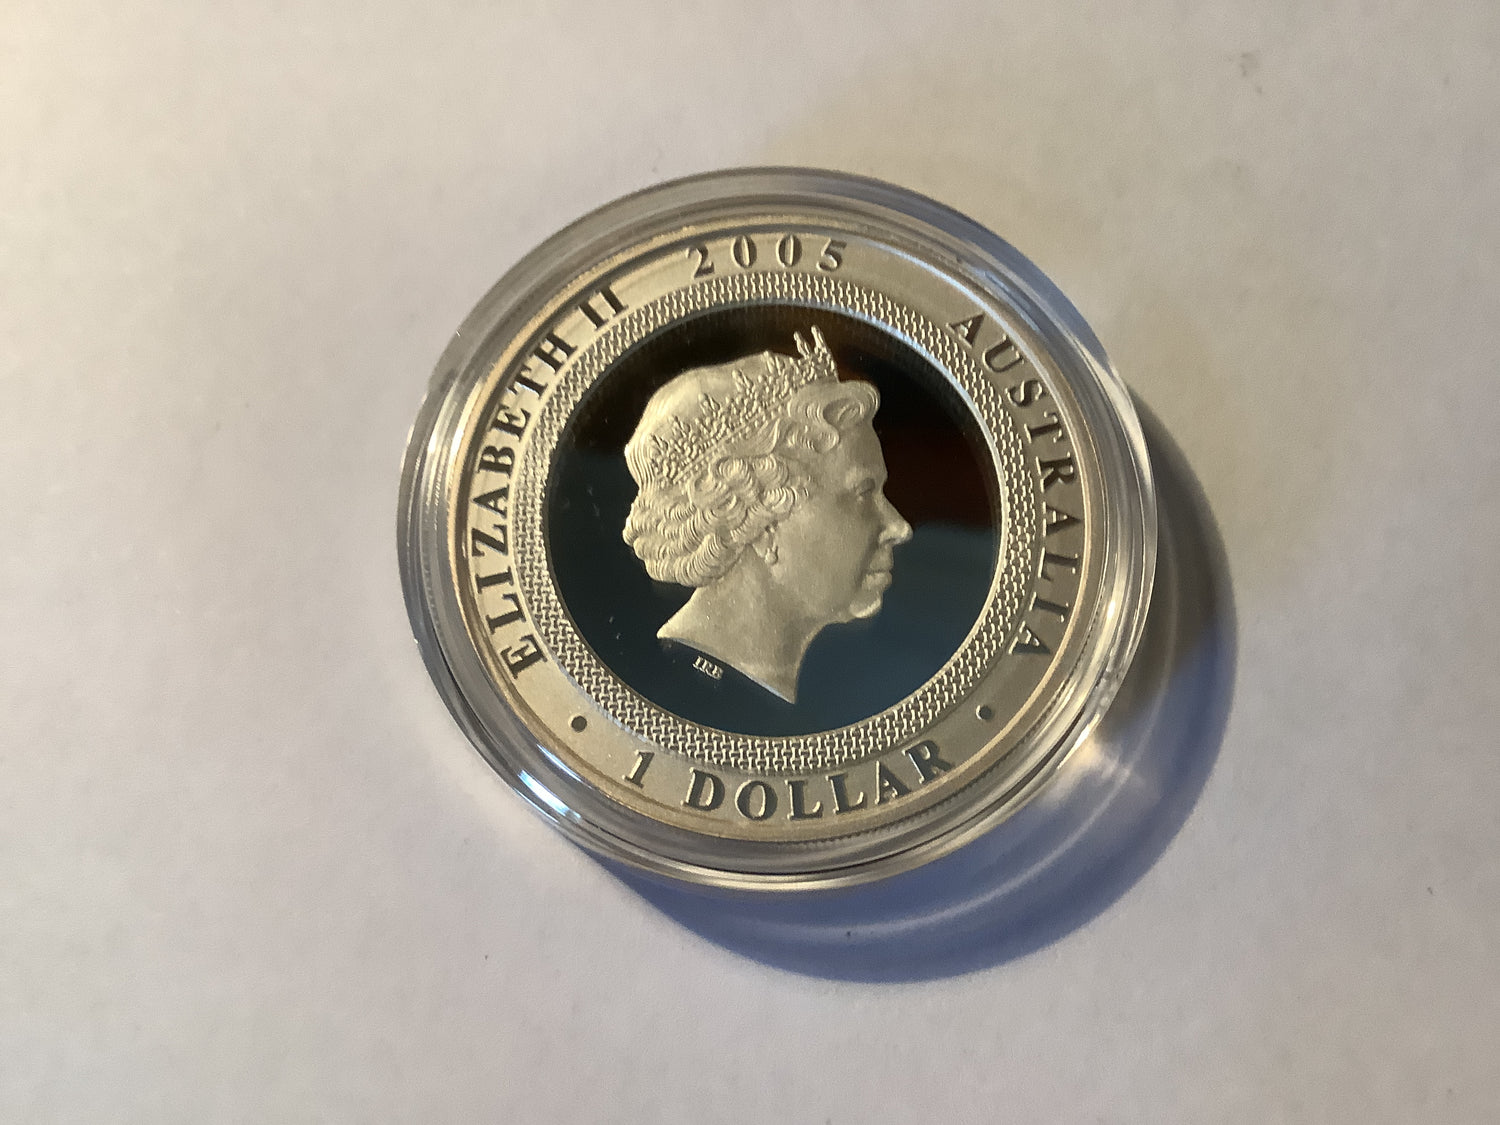 ELIZABETH II 2005 AUSTRALIA
• 1 DOLLAR •
IRB